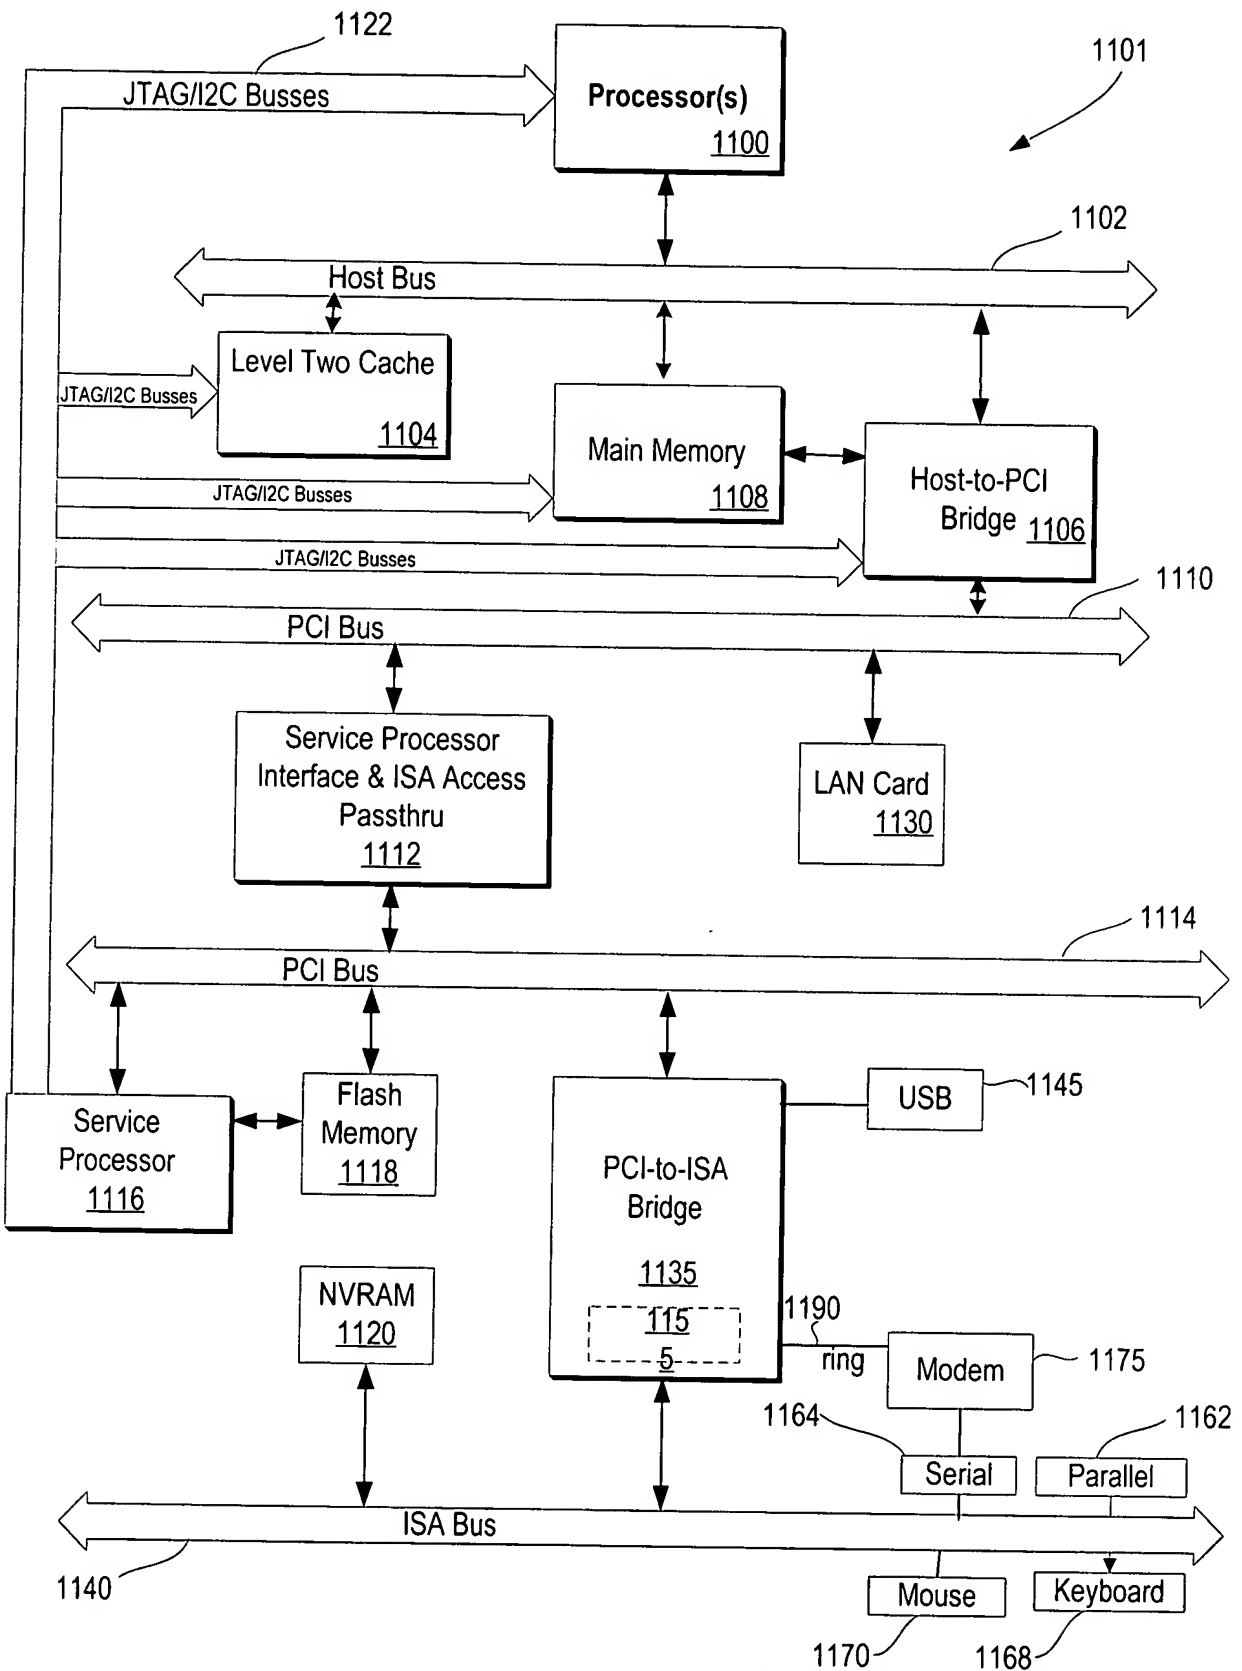 1122
JTAG/I2C Busses
Processor(s)
1100
1101
1102
Host Bus
Level Two Cache
1104
JTAG/I2C Busses
Main Memory
1108
Host-to-PCI
Bridge 1106
JTAG/I2C Busses
JTAG/I2C Busses
1110
PCI Bus
Service Processor
Interface & ISA Access
Passthru
1112
LAN Card
1130
1114
PCI Bus
Service
Processor
1116
Flash
Memory
1118
PCI-to-ISA
Bridge
1135
115
5
USB
1145
NVRAM
1120
1190
ring
Modem
1175
1164
Serial
1162
Parallel
ISA Bus
1140
Mouse
1170
Keyboard
1168